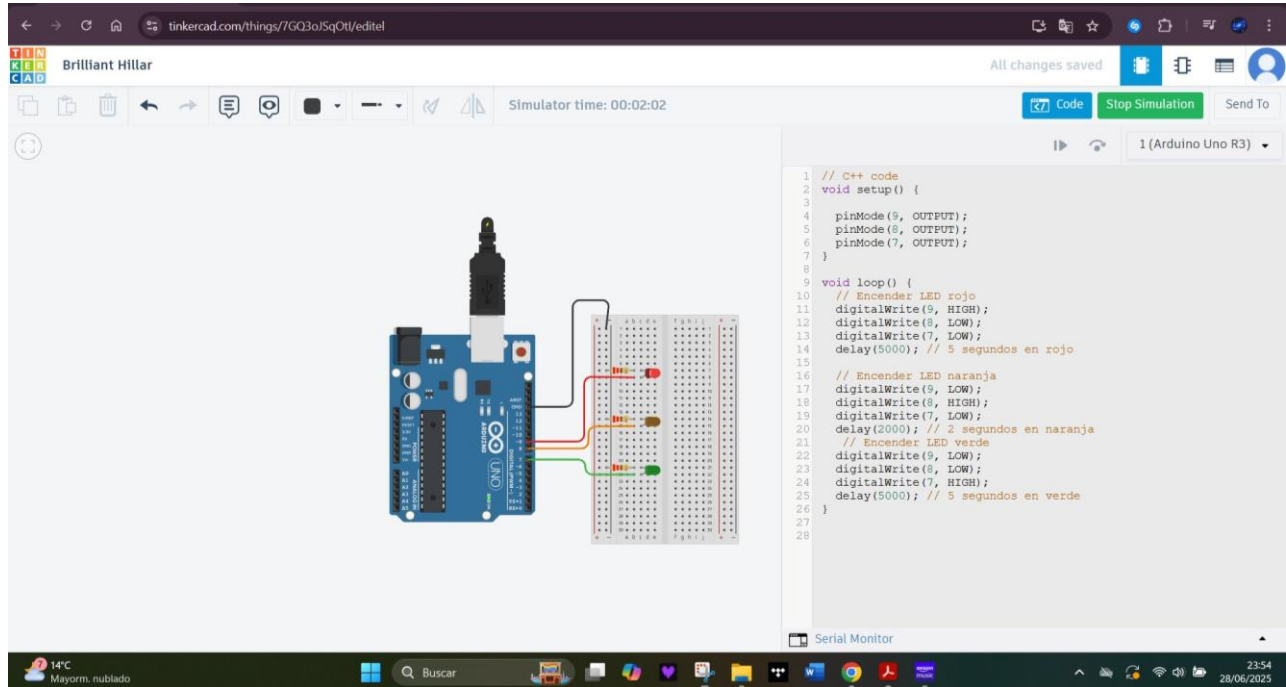 tinkercad.com/things/7GQ3oJSqOtI/editel
TIN
KER
CAD
Brilliant Hillar
All changes saved
Simulator time: 00:02:02
Code
Stop Simulation
Send To
1 (Arduino Uno R3)
1 // C++ code
2 void setup() {
3
4 pinMode(9, OUTPUT);
5 pinMode(8, OUTPUT);
6 pinMode(7, OUTPUT);
7 }
8
9 void loop() {
10 // Encender LED rojo
11 digitalWrite(9, HIGH);
12 digitalWrite(8, LOW);
13 digitalWrite(7, LOW);
14 delay(5000); // 5 segundos en rojo
15
16 // Encender LED naranja
17 digitalWrite(9, LOW);
18 digitalWrite(8, HIGH);
19 digitalWrite(7, LOW);
20 delay(2000); // 2 segundos en naranja
21 // Encender LED verde
22 digitalWrite(9, LOW);
23 digitalWrite(8, LOW);
24 digitalWrite(7, HIGH);
25 delay(5000); // 5 segundos en verde
26 }
27
28
ARDUINO
UNO
Serial Monitor
14°C
Mayorm. nublado
Buscar
23:54
28/06/2025